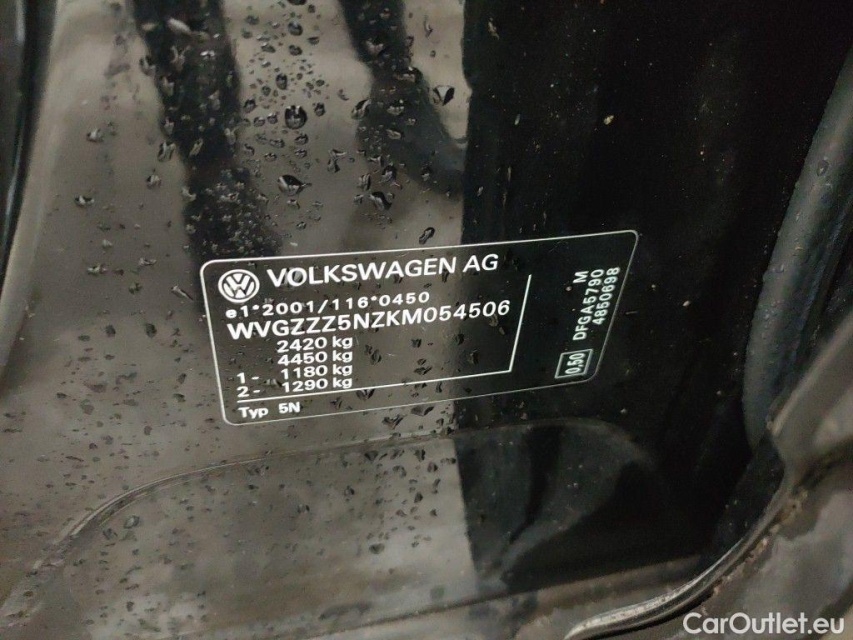 VOLKSWAGEN AG
e1*2001/116*0450
WVGZZZ5NZKM054506
2420 kg
4450 kg
1 - 1180 kg
2 - 1290 kg
Typ 5N
M
DFGA5790
4850698
0,50
CarOutlet.eu